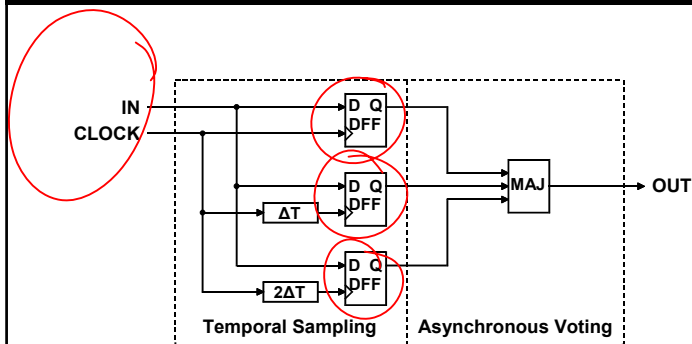 IN
CLOCK
D Q
DFF
D Q
DFF
ΔT
D Q
DFF
2ΔT
MAJ
OUT
Temporal Sampling
Asynchronous Voting